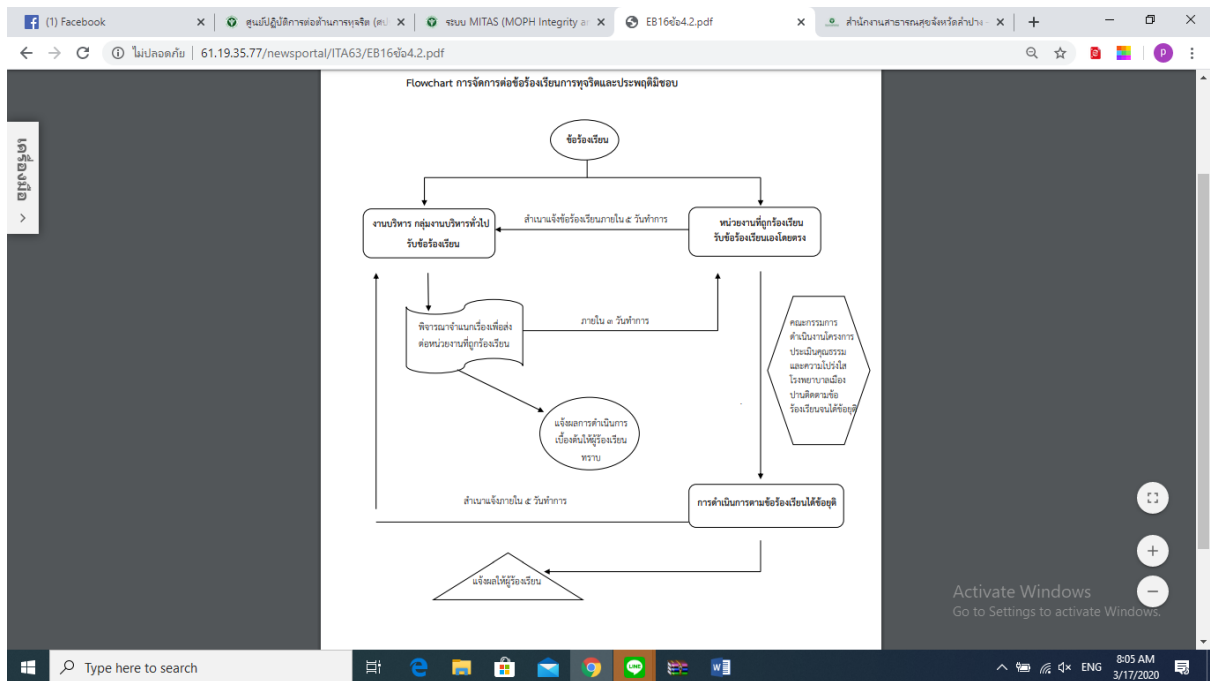 (1) Facebook
ศูนย์ปฏิบัติการต่อต้านการทุจริต (ศป
ระบบ MITAS (MOPH Integrity an
EB16ข้อ4.2.pdf
สำนักงานสาธารณสุขจังหวัดลำปาง -
ไม่ปลอดภัย | 61.19.35.77/newsportal/ITA63/EB16ข้อ4.2.pdf
P
เครื่องมือ
Flowchart การจัดการต่อข้อร้องเรียนการทุจริตและประพฤติมิชอบ
ข้อร้องเรียน
งานบริหาร กลุ่มงานบริหารทั่วไป
รับข้อร้องเรียน
สำเนาแจ้งข้อร้องเรียนภายใน ๕ วันทำการ
หน่วยงานที่ถูกร้องเรียน
รับข้อร้องเรียนเองโดยตรง
พิจารณาจำแนกเรื่องเพื่อส่ง
ต่อหน่วยงานที่ถูกร้องเรียน
ภายใน ๓ วันทำการ
คณะกรรมการ
ดำเนินงานโครงการ
ประเมินคุณธรรม
และความโปร่งใส
โรงพยาบาลเมือง
ปานติดตามข้อ
ร้องเรียนจนได้ข้อยุติ
แจ้งผลการดำเนินการ
เบื้องต้นให้ผู้ร้องเรียน
ทราบ
สำเนาแจ้งภายใน ๕ วันทำการ
การดำเนินการตามข้อร้องเรียนได้ข้อยุติ
แจ้งผลให้ผู้ร้องเรียน
Activate Windows
Go to Settings to activate Windows.
Type here to search
LINE
ENG
8:05 AM
3/17/2020